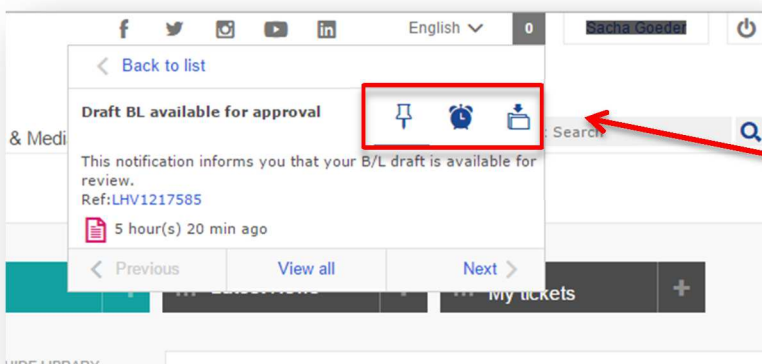 English
0
Sacha Goeder
Back to list
Draft BL available for approval
& Medi
Search
This notification informs you that your B/L draft is available for
review.
Ref:LHV1217585
5 hour(s) 20 min ago
Previous View all Next
My tickets